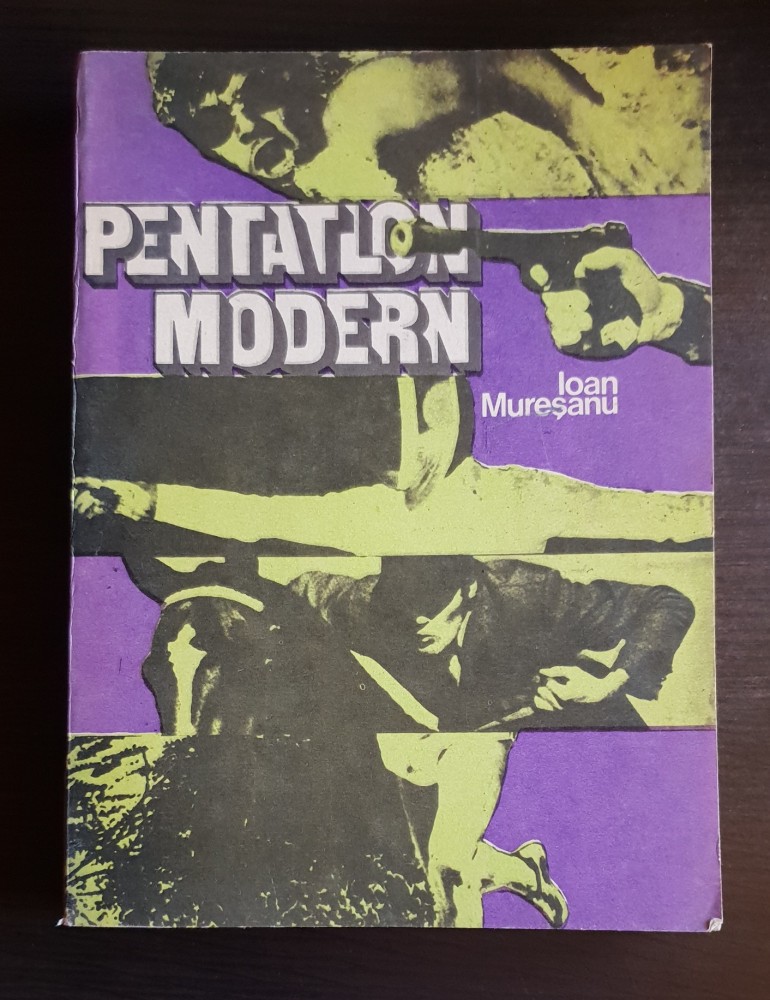 PENTATLON
MODERN
Ioan
Mureșanu